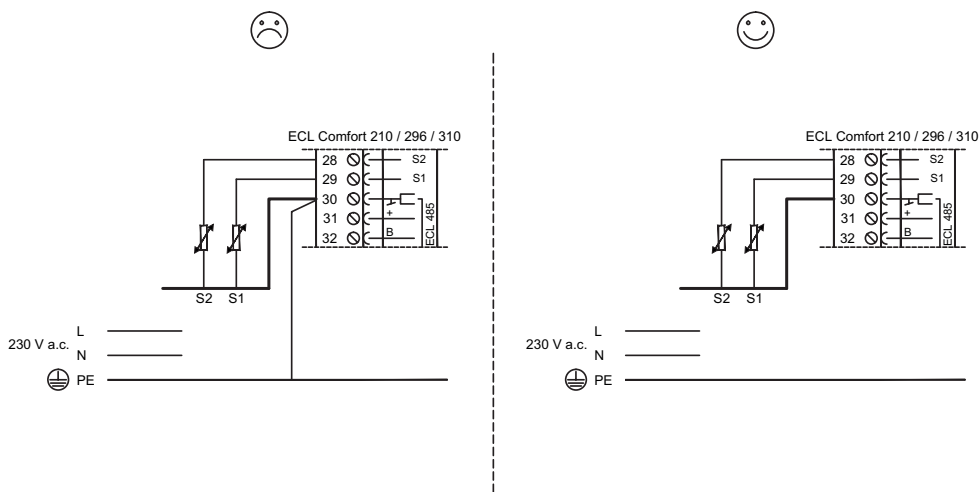 ECL Comfort 210 / 296 / 310
28 S2
29 S1
30
31 +
32 B
ECL 485
S2 S1
L
230 V a.c.
N
PE
ECL Comfort 210 / 296 / 310
28 S2
29 S1
30
31 +
32 B
ECL 485
S2 S1
L
230 V a.c.
N
PE